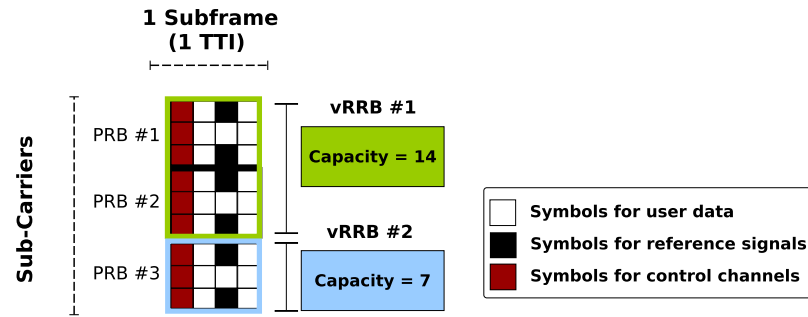 1 Subframe
(1 TTI)
Sub-Carriers
PRB #1
PRB #2
PRB #3
vRRB #1
Capacity = 14
vRRB #2
Capacity = 7
Symbols for user data
Symbols for reference signals
Symbols for control channels